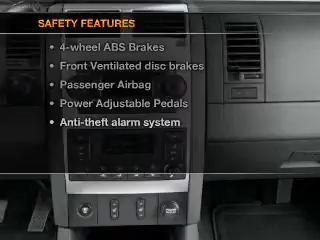 SAFETY FEATURES
• 4-wheel ABS Brakes
• Front Ventilated disc brakes
• Passenger Airbag
• Power Adjustable Pedals
• Anti-theft alarm system